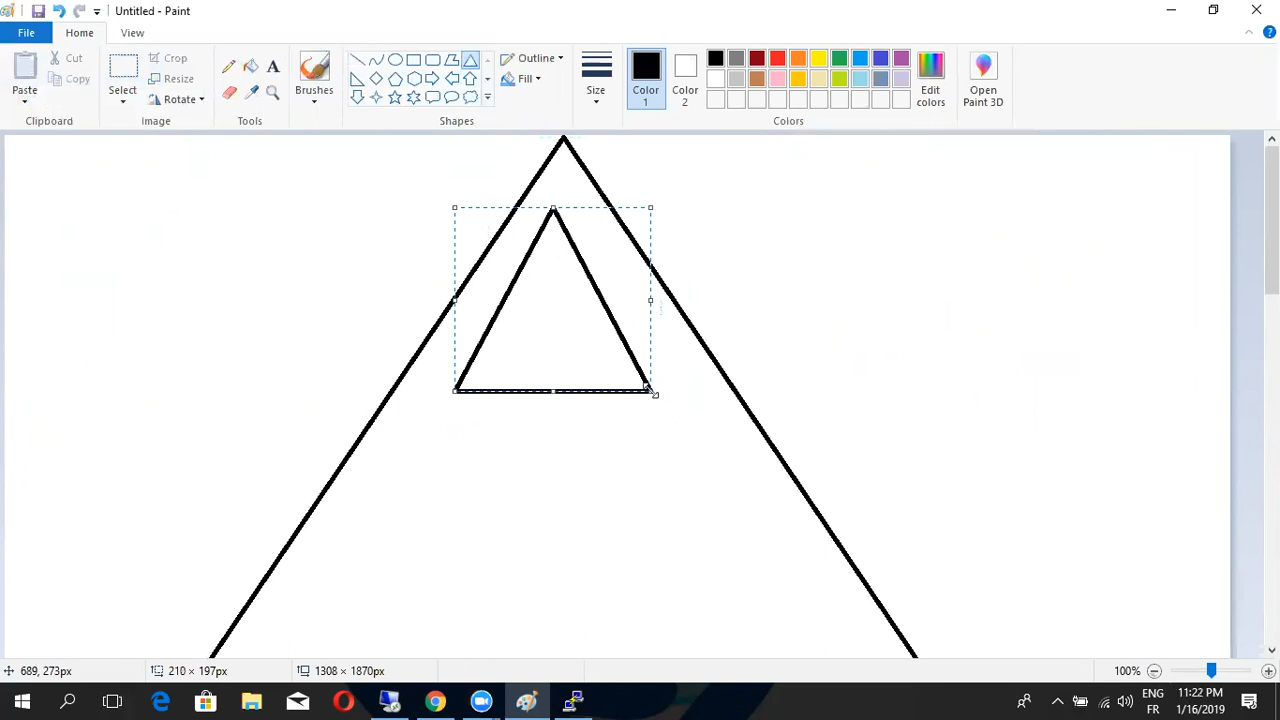 Untitled - Paint
File Home View
Paste
Cut
Copy
Clipboard
Select
Crop
Resize
Rotate
Image
Tools
Brushes
Shapes
Outline
Fill
Size
Color 1
Color 2
Edit colors
Open Paint 3D
Colors
689, 273px
210 × 197px
1308 × 1870px
100%
ENG
FR
11:22 PM
1/16/2019